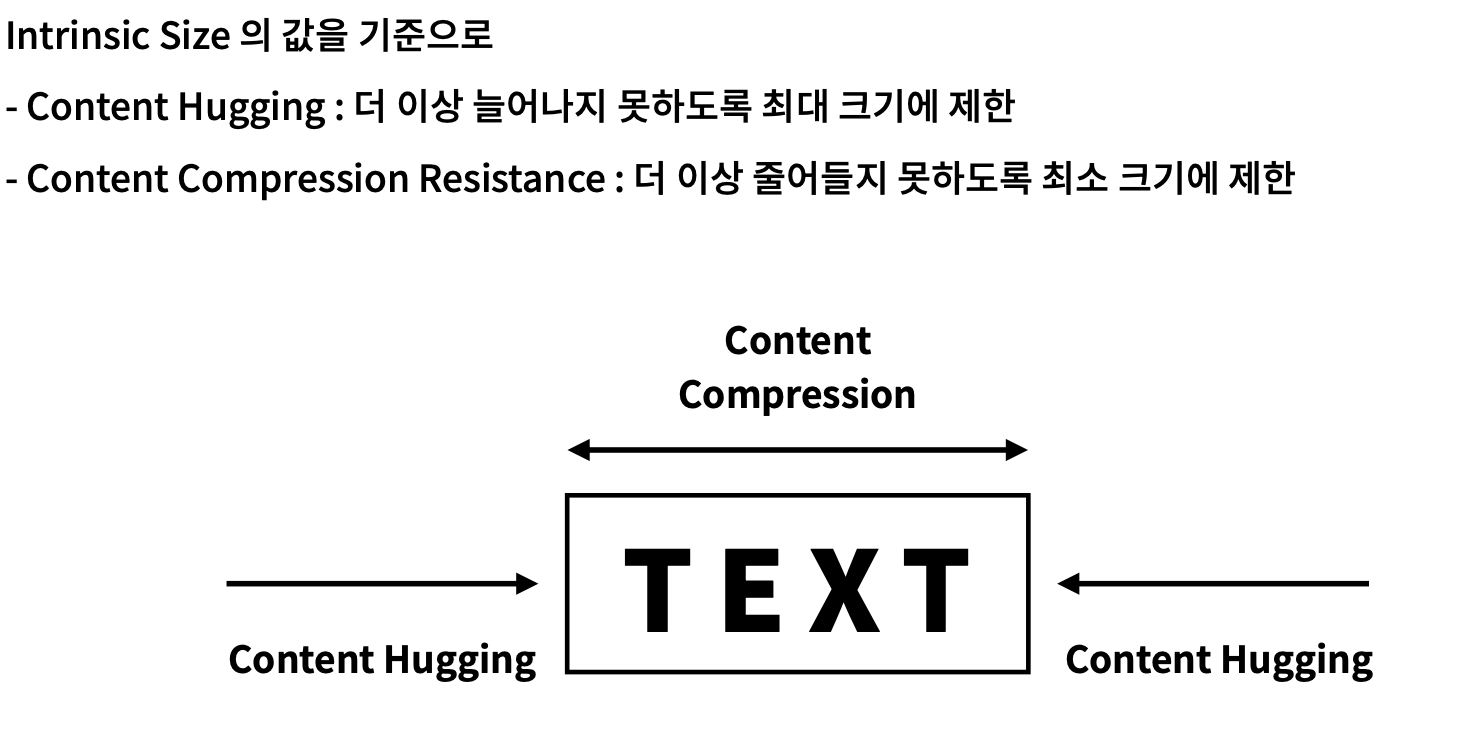 Intrinsic Size 의 값을 기준으로
- Content Hugging : 더 이상 늘어나지 못하도록 최대 크기에 제한
- Content Compression Resistance : 더 이상 줄어들지 못하도록 최소 크기에 제한
Content
Compression
TEXT
Content Hugging
Content Hugging